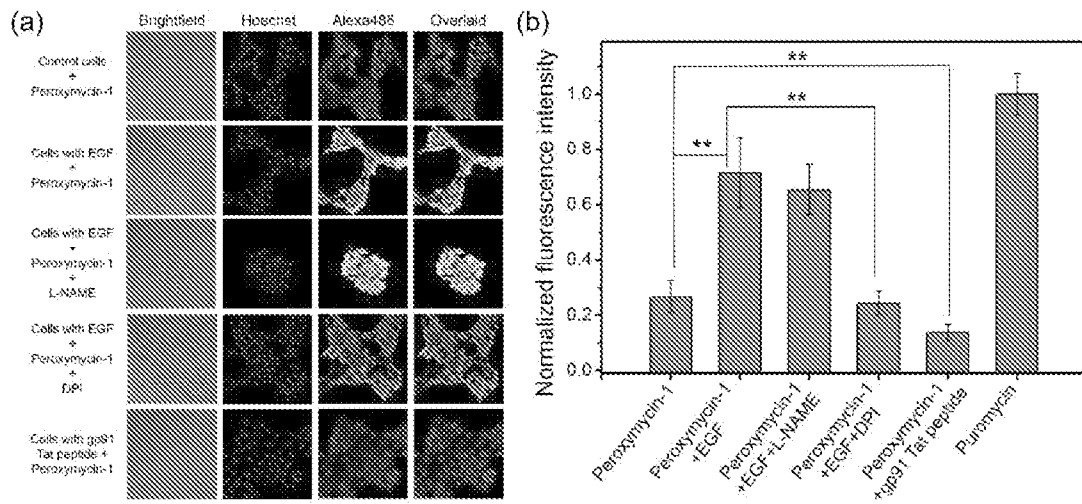 (a)
Brightfield Hoechst Alexa488 Overlaid
Control cells
+
Peroxymycin-1
Cells with EGF
+
Peroxymycin-1
Cells with EGF
+
Peroxymycin-1
+
L-NAME
Cells with EGF
+
Peroxymycin-1
+
DPI
Cells with gp91
Tat peptide +
Peroxymycin-1
(b)
Normalized fluorescence intensity
1.0
0.8
0.6
0.4
0.2
0.0
**
**
**
Peroxymycin-1
Peroxymycin-1
+EGF
Peroxymycin-1
+EGF+L-NAME
Peroxymycin-1
+EGF+DPI
Peroxymycin-1
+gp91 Tat peptide
Puromycin